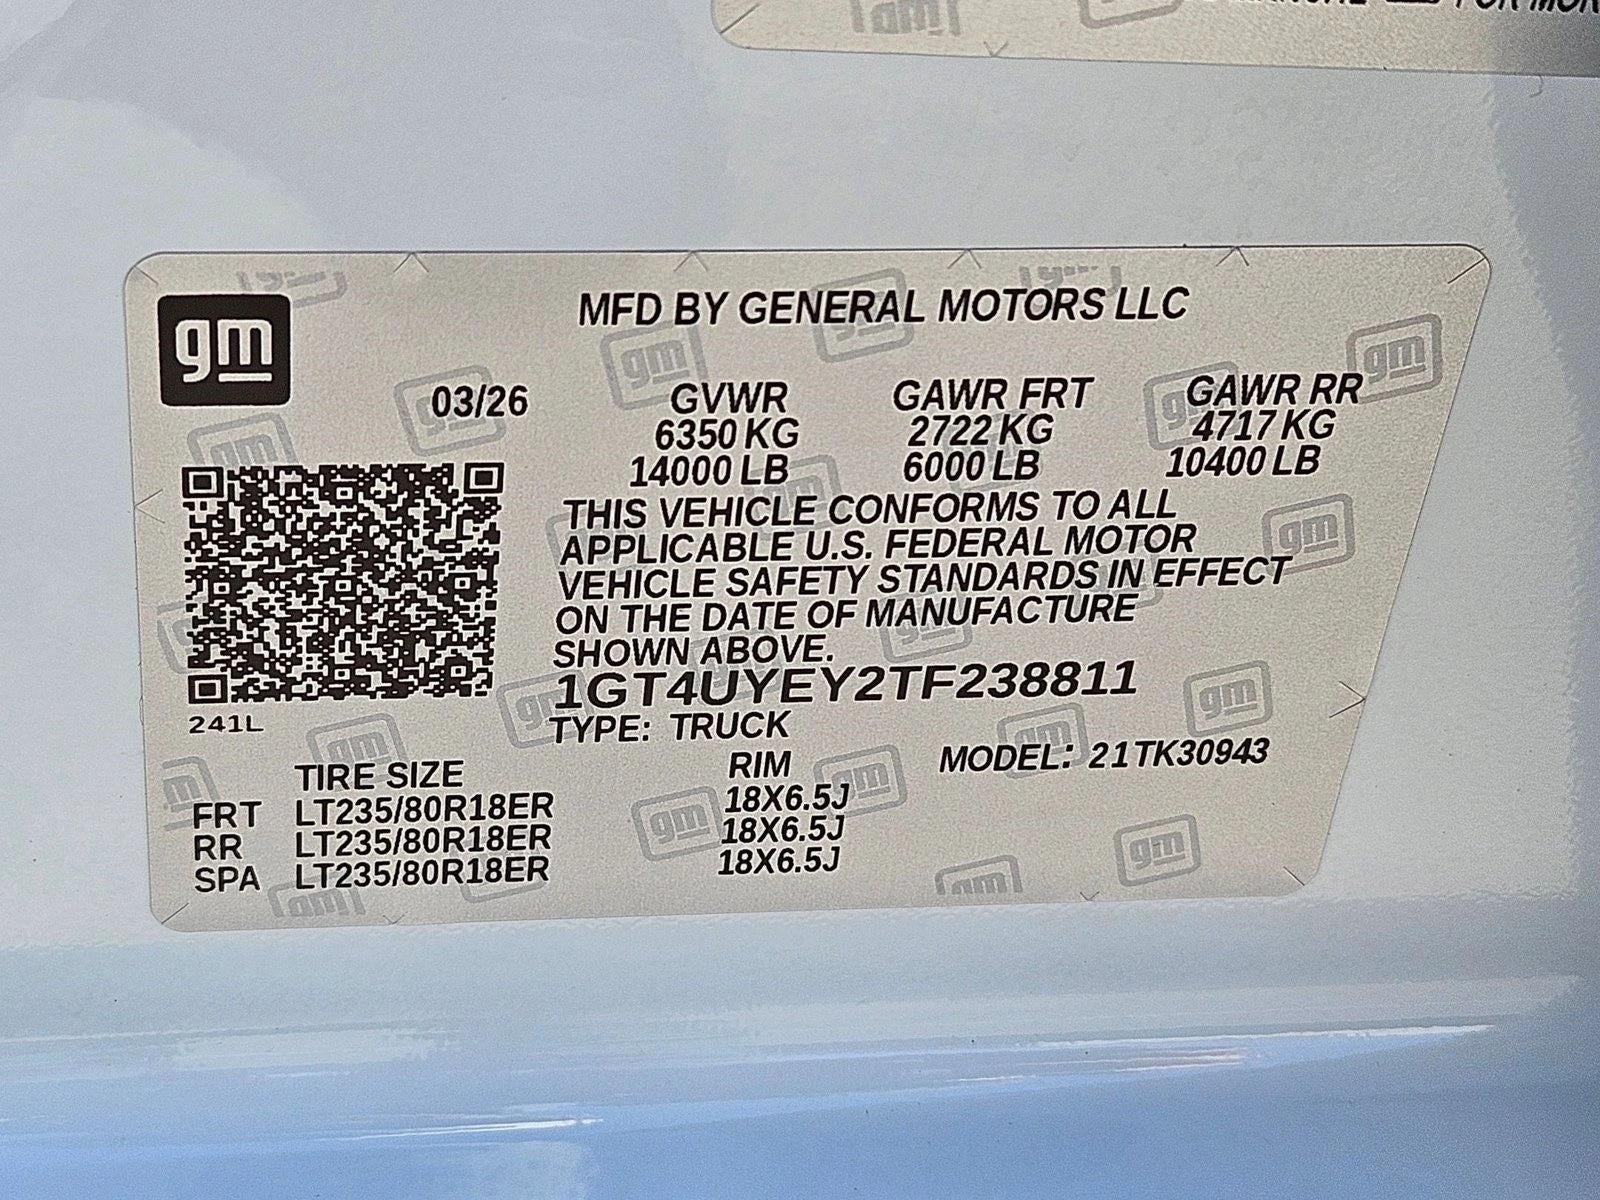 MANUAL FOR MOR
gm
MFD BY GENERAL MOTORS LLC
03/26 GVWR GAWR FRT GAWR RR
6350 KG 2722 KG 4717 KG
14000 LB 6000 LB 10400 LB
THIS VEHICLE CONFORMS TO ALL
APPLICABLE U.S. FEDERAL MOTOR
VEHICLE SAFETY STANDARDS IN EFFECT
ON THE DATE OF MANUFACTURE
SHOWN ABOVE.
1GT4UYEY2TF238811
241L
TYPE: TRUCK
TIRE SIZE RIM MODEL: 21TK30943
FRT LT235/80R18ER 18X6.5J
RR LT235/80R18ER 18X6.5J
SPA LT235/80R18ER 18X6.5J